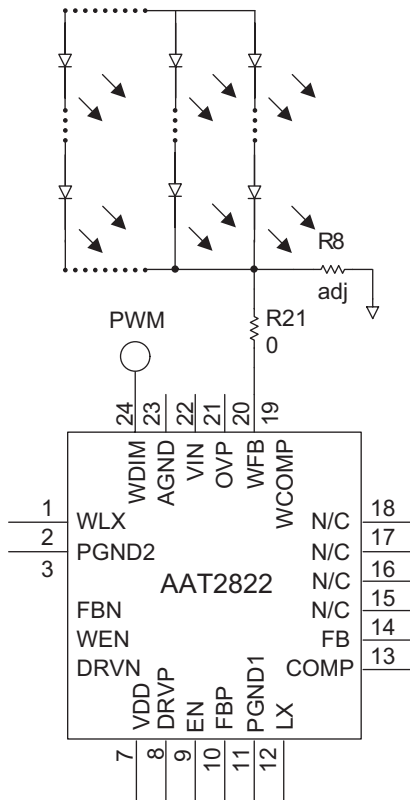 R8
adj
R21
0
PWM
24
23
22
21
20
19
WDIM
AGND
VIN
OVP
WFB
WCOMP
1
WLX
2
PGND2
3
FBN
WEN
DRVN
AAT2822
N/C
18
N/C
17
N/C
16
N/C
15
FB
14
COMP
13
VDD
DRVP
EN
FBP
PGND1
LX
7
8
9
10
11
12